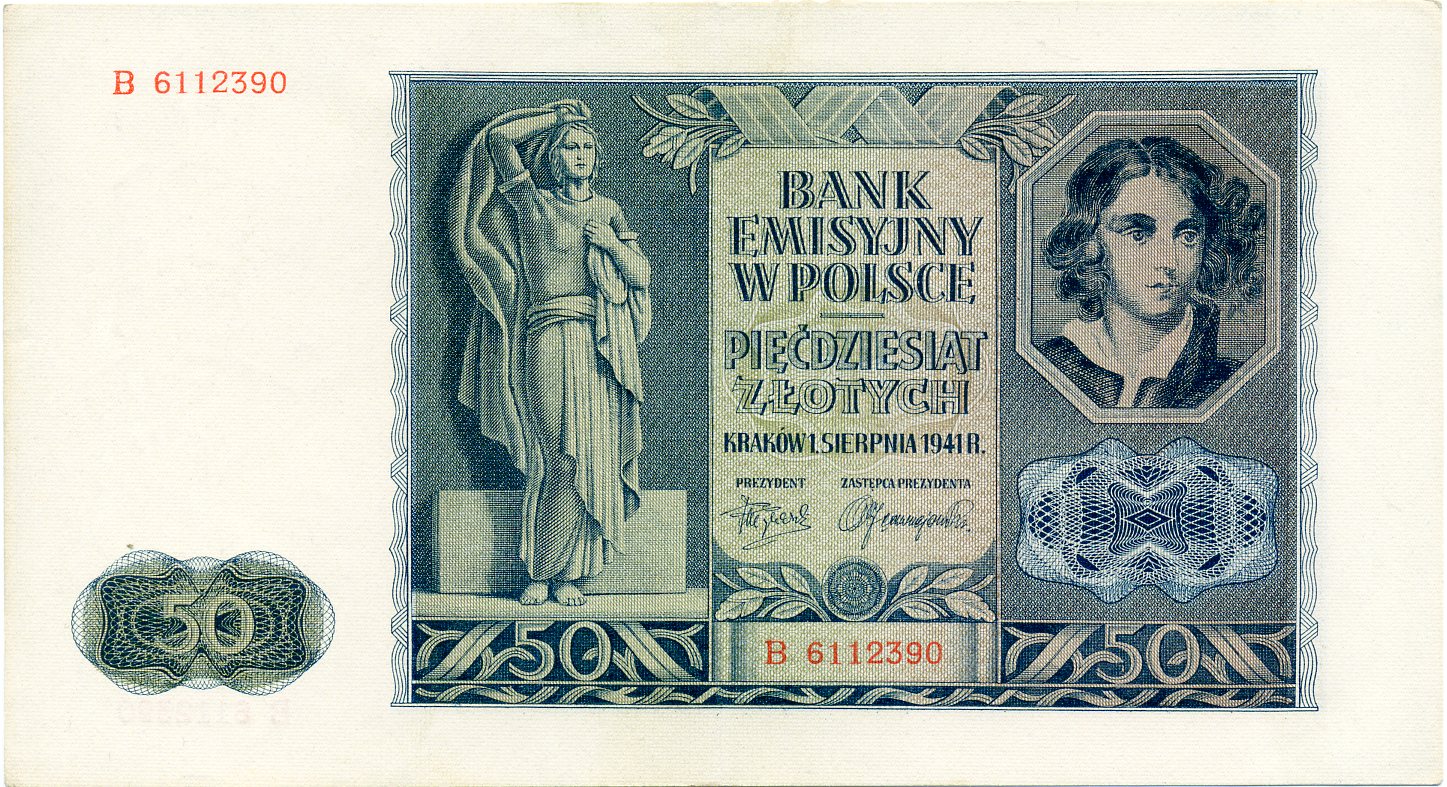 B 6112390
BANK
EMISYJNY
W POLSCE
PIĘĆDZIESIĄT
ZŁOTYCH
KRAKÓW 1. SIERPNIA 1941 R.
PREZYDENT ZASTĘPCA PREZYDENTA
50
50
B 6112390
50